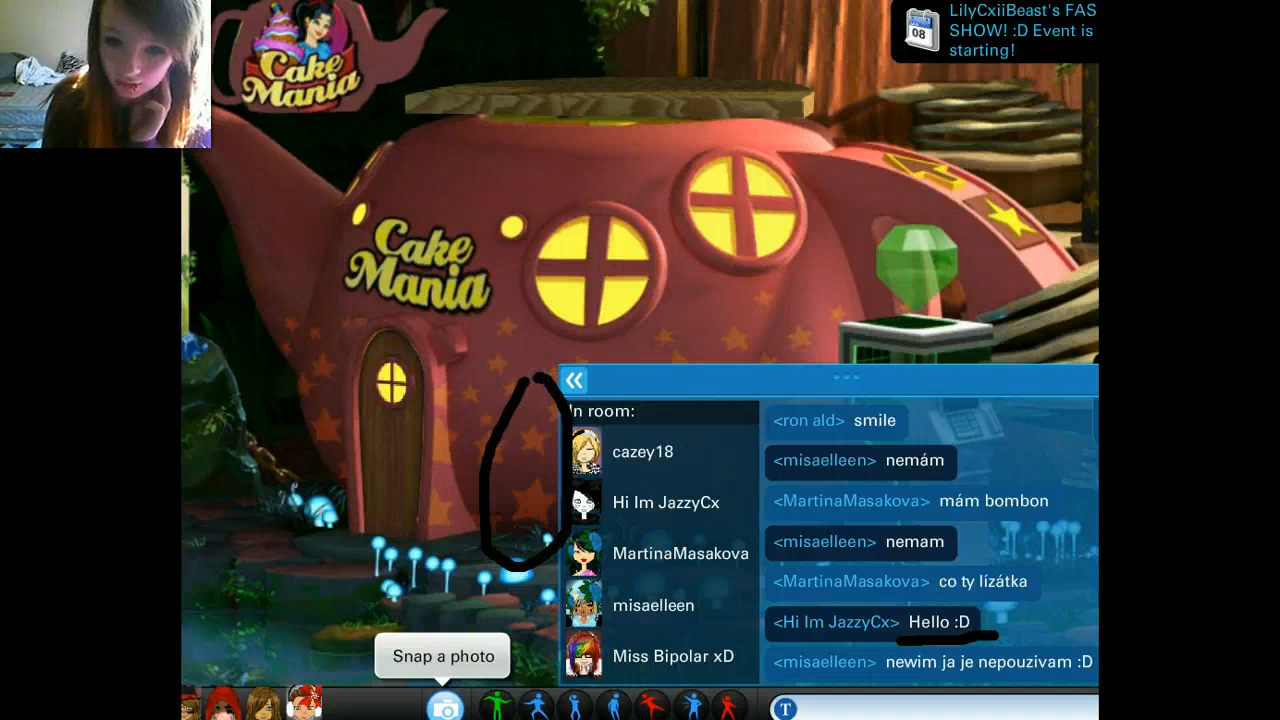 Cake
Mania
LilyCxiiBeast's FAS
SHOW! :D Event is
starting!
08
Cake
Mania
In room:
cazey18
Hi Im JazzyCx
MartinaMasakova
misaelleen
Miss Bipolar xD
<ron ald> smile
<misaelleen> nemám
<MartinaMasakova> mám bombon
<misaelleen> nemam
<MartinaMasakova> co ty lízátka
<Hi Im JazzyCx> Hello :D
<misaelleen> newim ja je nepouzivam :D
Snap a photo
T